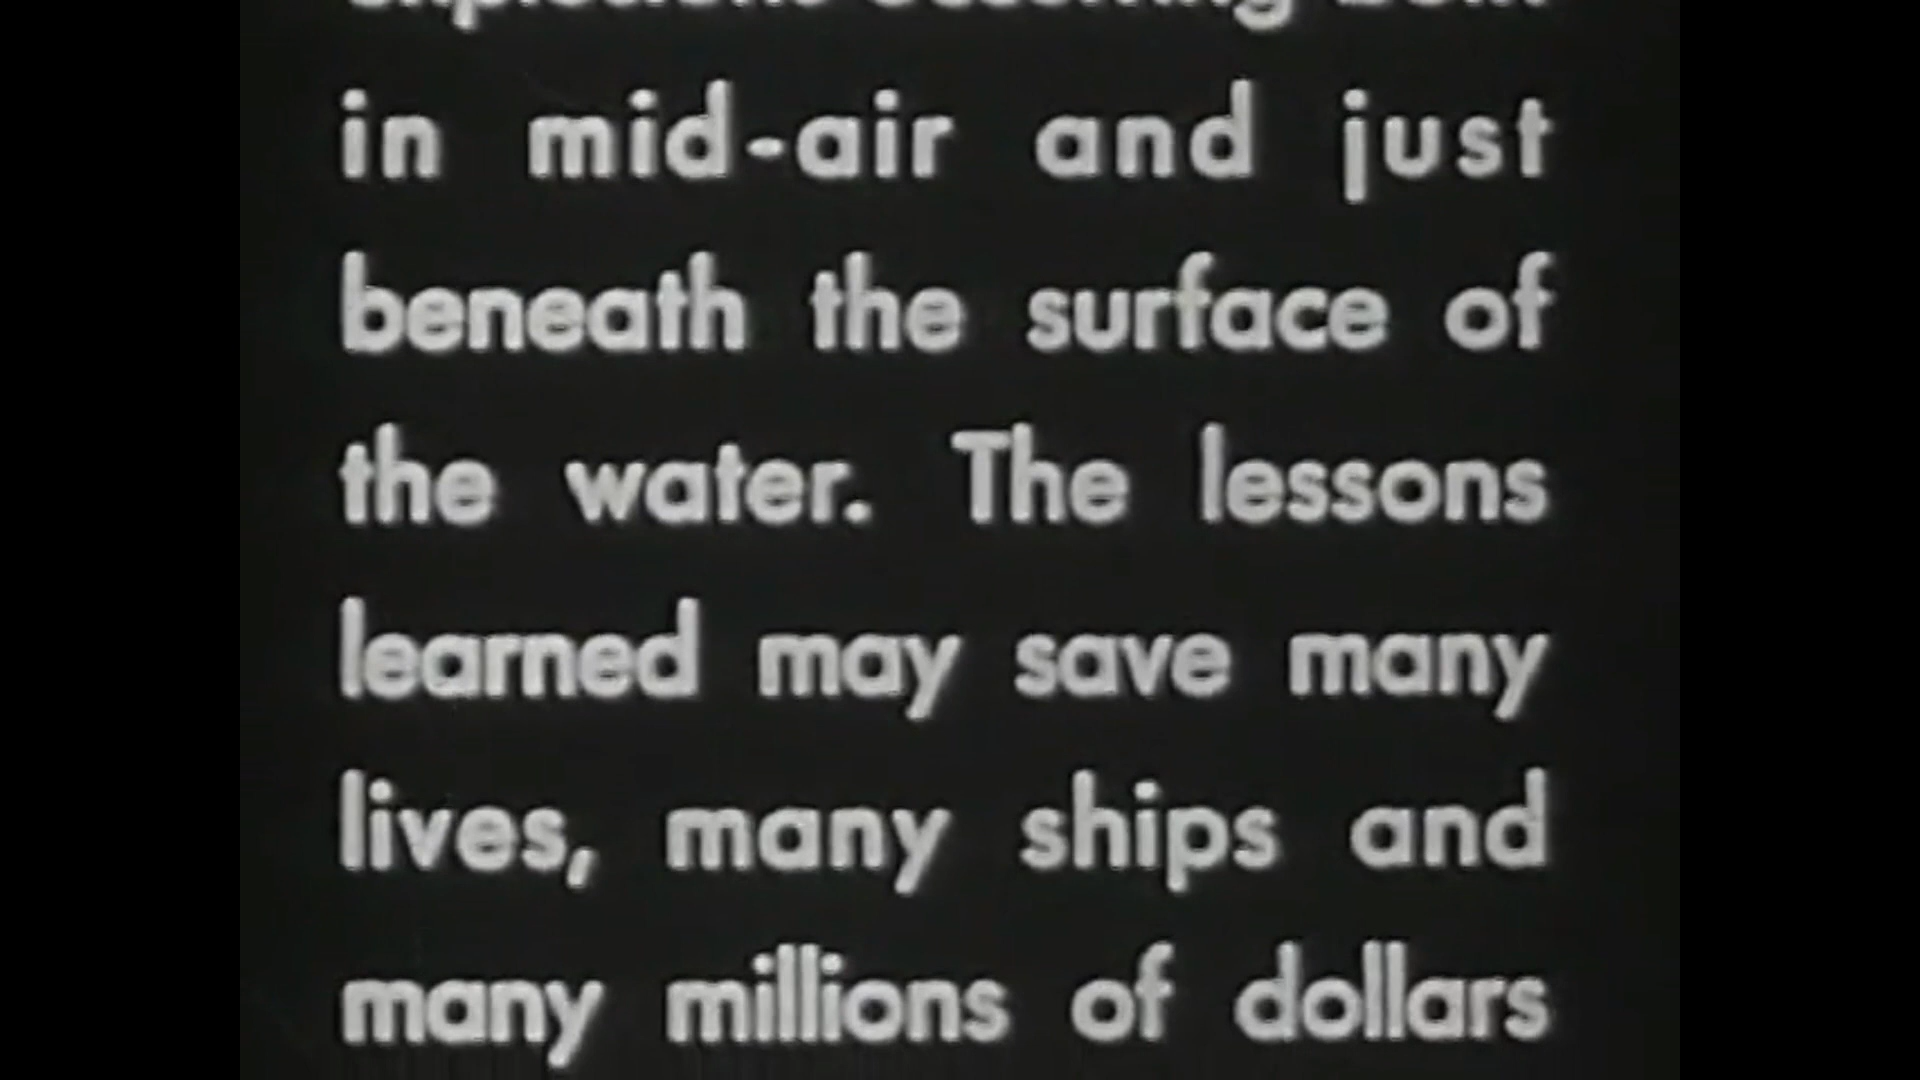 in mid-air and just
beneath the surface of
the water. The lessons
learned may save many
lives, many ships and
many millions of dollars